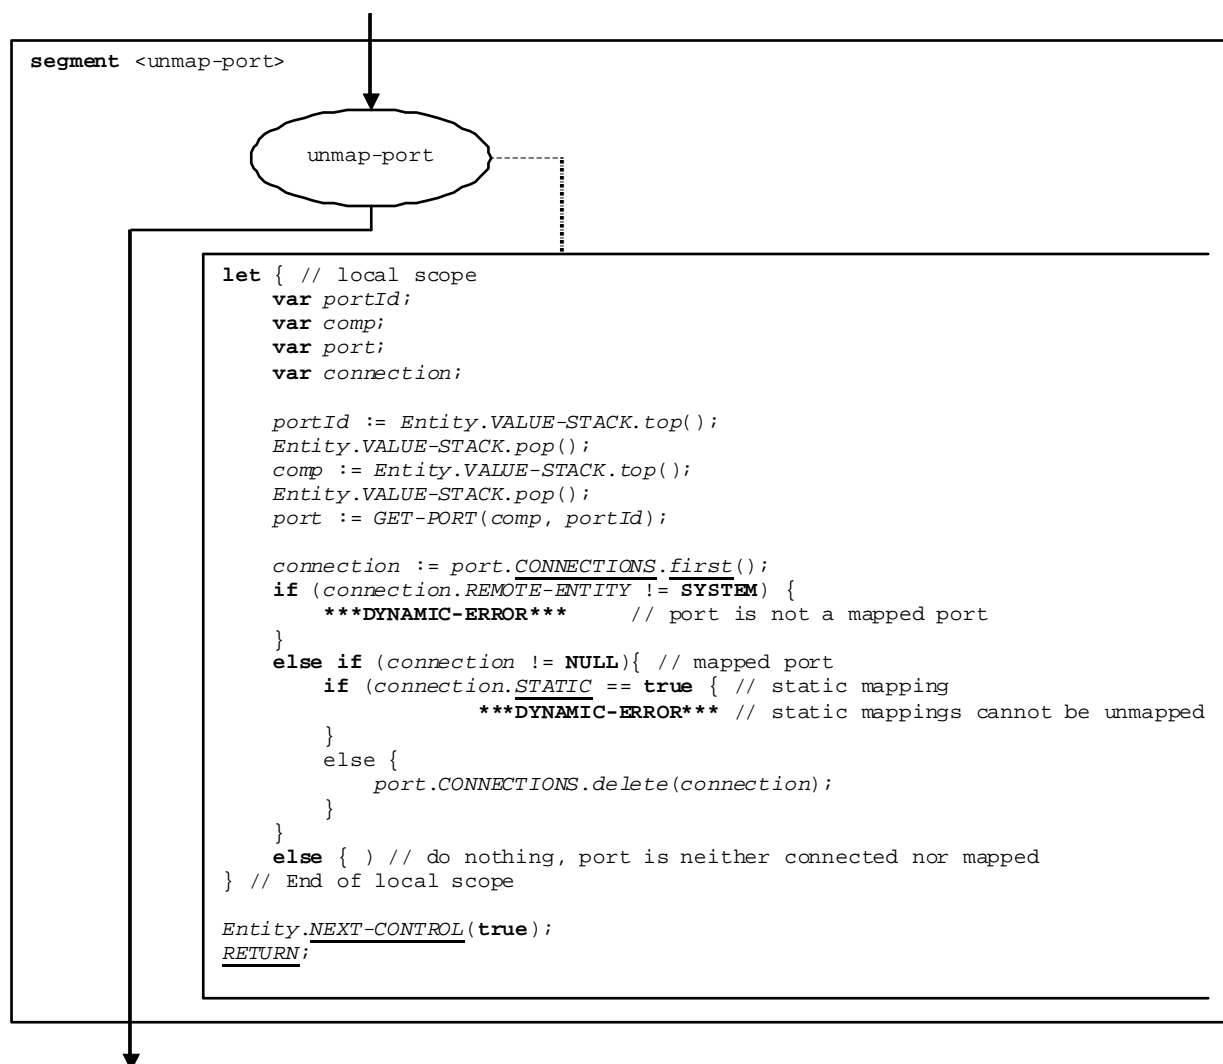 segment <unmap-port>
unmap-port
let { // local scope
var portId;
var comp;
var port;
var connection;
portId := Entity.VALUE-STACK.top();
Entity.VALUE-STACK.pop();
comp := Entity.VALUE-STACK.top();
Entity.VALUE-STACK.pop();
port := GET-PORT(comp, portId);
connection := port.CONNECTIONS.first();
if (connection.REMOTE-ENTITY != SYSTEM) {
***DYNAMIC-ERROR*** // port is not a mapped port
}
else if (connection != NULL){ // mapped port
if (connection.STATIC == true { // static mapping
***DYNAMIC-ERROR*** // static mappings cannot be unmapped
}
else {
port.CONNECTIONS.delete(connection);
}
}
else { ) // do nothing, port is neither connected nor mapped
} // End of local scope
Entity.NEXT-CONTROL(true);
RETURN;